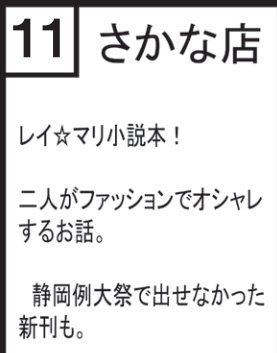 11 さかな店
レイ☆マリ小説本！
二人がファッションでオシャレ
するお話。
静岡例大祭で出せなかった
新刊も。